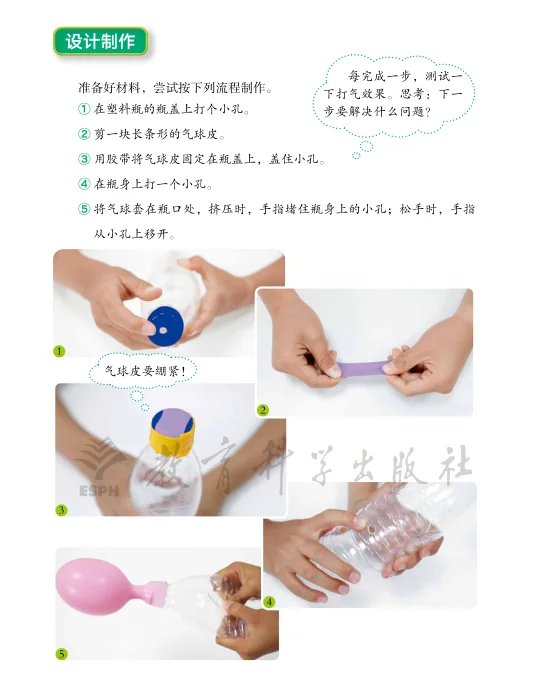 设计制作
准备好材料，尝试按下列流程制作。
每完成一步，测试一
下打气效果。思考：下一
步要解决什么问题？
① 在塑料瓶的瓶盖上打个小孔。
② 剪一块长条形的气球皮。
③ 用胶带将气球皮固定在瓶盖上，盖住小孔。
④ 在瓶身上打一个小孔。
⑤ 将气球套在瓶口处，挤压时，手指堵住瓶身上的小孔；松手时，手指
从小孔上移开。
1
2
气球皮要绷紧！
3
ESPH
教育科学出版社
4
5